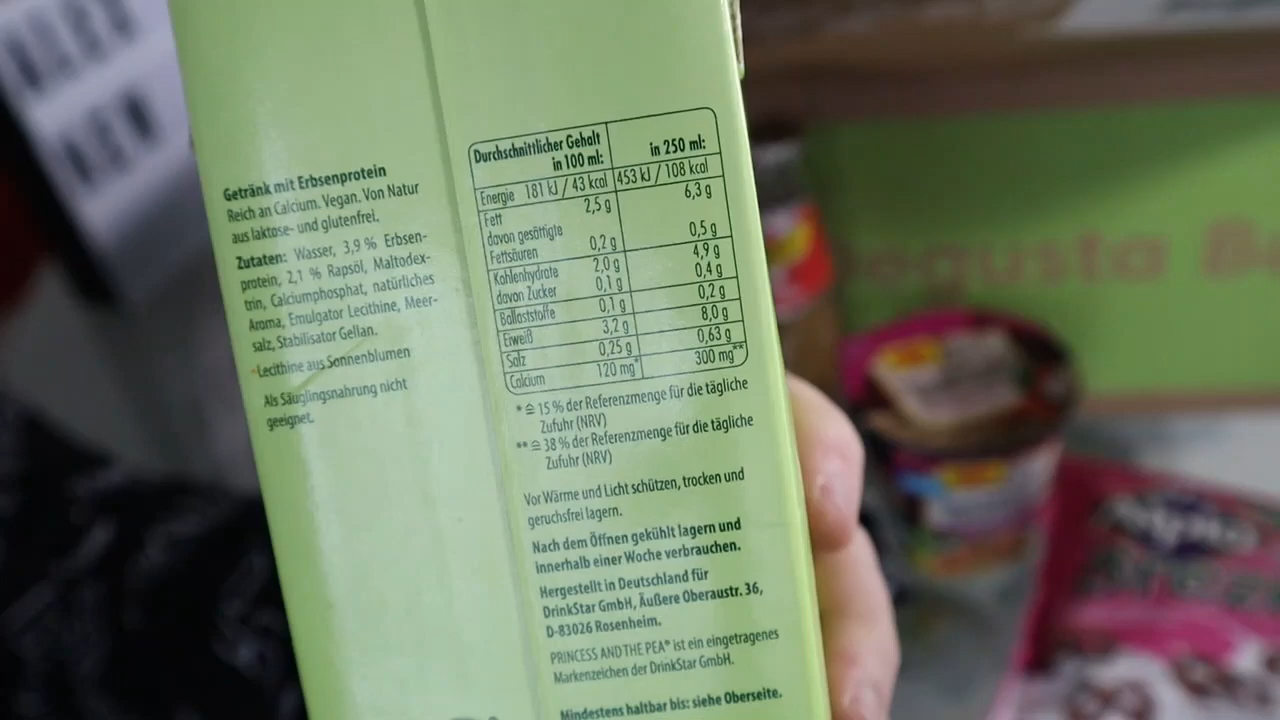 Getränk mit Erbsenprotein
Reich an Calcium. Vegan. Von Natur
aus laktose- und glutenfrei.
Zutaten: Wasser, 3,9 % Erbsen-
protein, 2,1 % Rapsöl, Maltodex-
trin, Calciumphosphat, natürliches
Aroma, Emulgator Lecithine, Meer-
salz, Stabilisator Gellan.
Lecithine aus Sonnenblumen
Als Säuglingsnahrung nicht
geeignet.
Durchschnittlicher Gehalt
in 100 ml: in 250 ml:
Energie 181 kJ / 43 kcal 453 kJ / 108 kcal
Fett 2,5 g 6,3 g
davon gesättigte
Fettsäuren 0,2 g 0,5 g
Kohlenhydrate 2,0 g 4,9 g
davon Zucker 0,1 g 0,4 g
Ballaststoffe 0,1 g 0,2 g
Eiweiß 3,2 g 8,0 g
Salz 0,25 g 0,63 g
Calcium 120 mg* 300 mg**
* ≙ 15 % der Referenzmenge für die tägliche
Zufuhr (NRV)
** ≙ 38 % der Referenzmenge für die tägliche
Zufuhr (NRV)
Vor Wärme und Licht schützen, trocken und
geruchsfrei lagern.
Nach dem Öffnen gekühlt lagern und
innerhalb einer Woche verbrauchen.
Hergestellt in Deutschland für
DrinkStar GmbH, Äußere Oberaustr. 36,
D-83026 Rosenheim.
PRINCESS AND THE PEA® ist ein eingetragenes
Markenzeichen der DrinkStar GmbH.
Mindestens haltbar bis: siehe Oberseite.